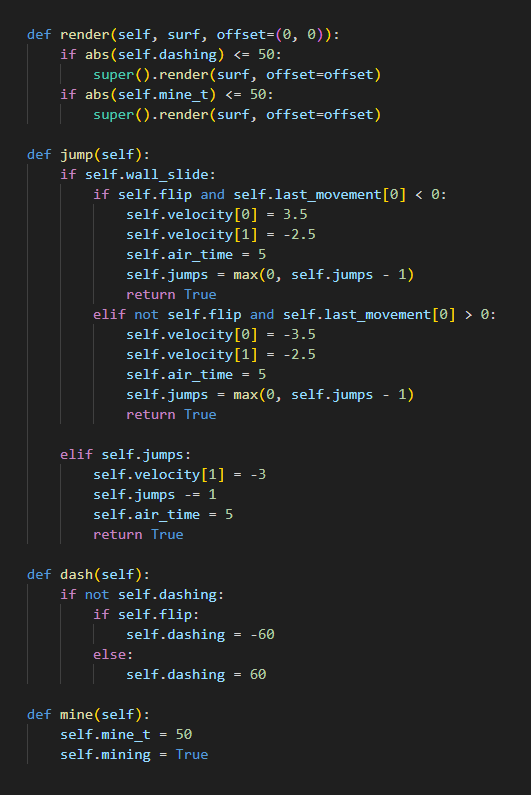 def render(self, surf, offset=(0, 0)):
    if abs(self.dashing) <= 50:
        super().render(surf, offset=offset)
    if abs(self.mine_t) <= 50:
        super().render(surf, offset=offset)

def jump(self):
    if self.wall_slide:
        if self.flip and self.last_movement[0] < 0:
            self.velocity[0] = 3.5
            self.velocity[1] = -2.5
            self.air_time = 5
            self.jumps = max(0, self.jumps - 1)
            return True
        elif not self.flip and self.last_movement[0] > 0:
            self.velocity[0] = -3.5
            self.velocity[1] = -2.5
            self.air_time = 5
            self.jumps = max(0, self.jumps - 1)
            return True

    elif self.jumps:
        self.velocity[1] = -3
        self.jumps -= 1
        self.air_time = 5
        return True

def dash(self):
    if not self.dashing:
        if self.flip:
            self.dashing = -60
        else:
            self.dashing = 60

def mine(self):
    self.mine_t = 50
    self.mining = True